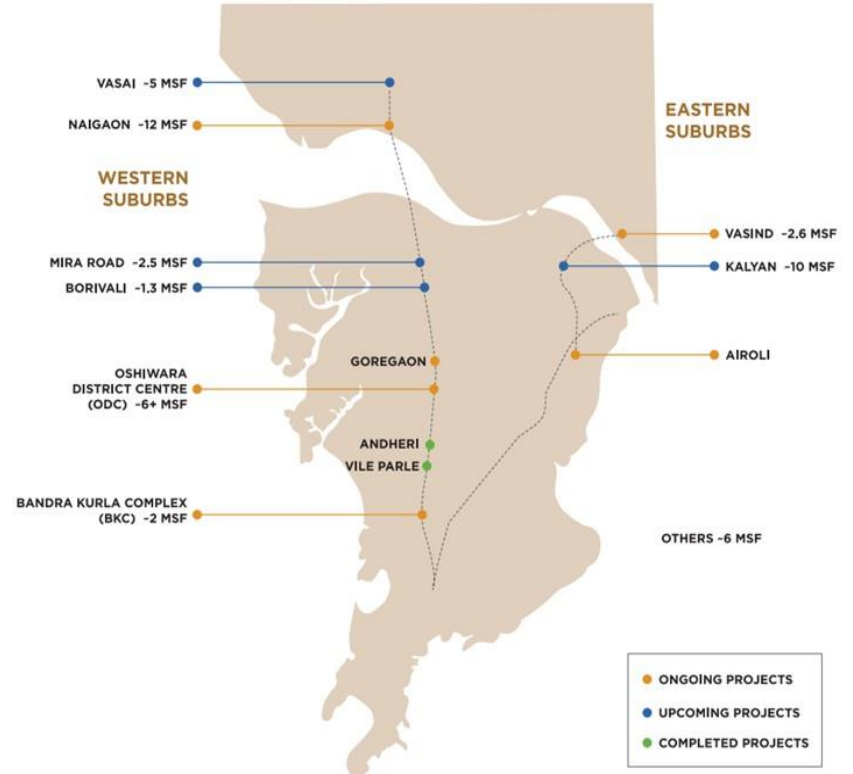 VASAI ~5 MSF
NAIGAON ~12 MSF
EASTERN
SUBURBS
WESTERN
SUBURBS
VASIND ~2.6 MSF
MIRA ROAD ~2.5 MSF
KALYAN ~10 MSF
BORIVALI ~1.3 MSF
GOREGAON
AIROLI
OSHIWARA
DISTRICT CENTRE
(ODC) ~6+ MSF
ANDHERI
VILE PARLE
BANDRA KURLA COMPLEX
(BKC) ~2 MSF
OTHERS ~6 MSF
ONGOING PROJECTS
UPCOMING PROJECTS
COMPLETED PROJECTS